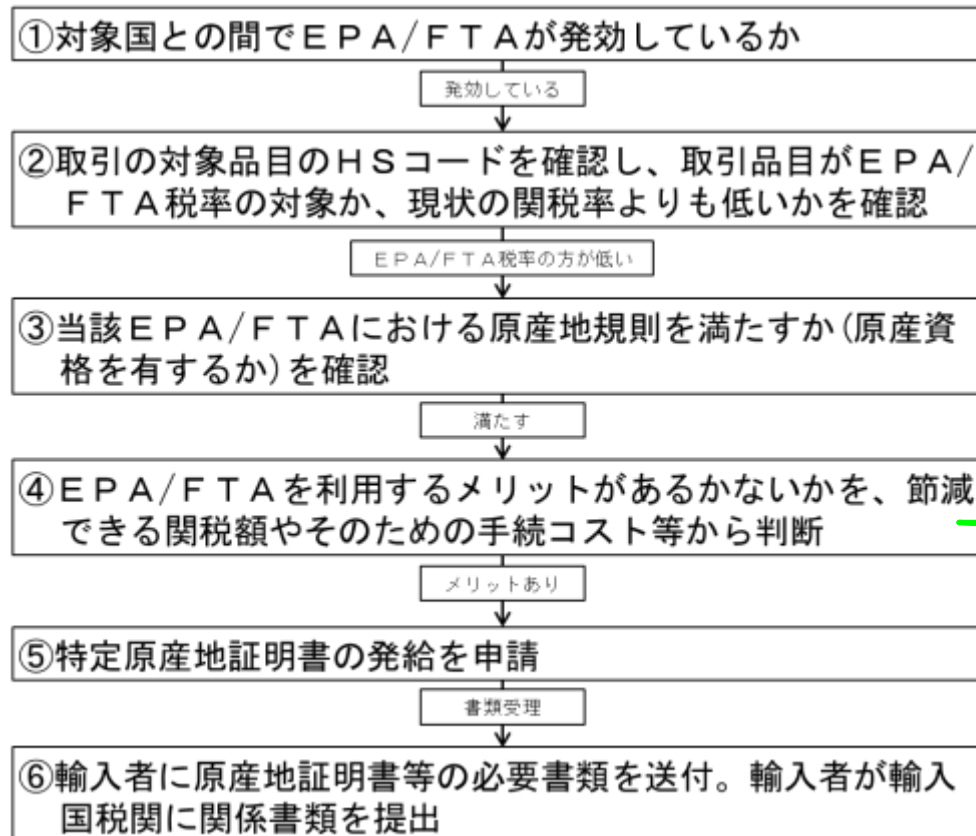 ①対象国との間でＥＰＡ/ＦＴＡが発効しているか
発効している
②取引の対象品目のＨＳコードを確認し、取引品目がＥＰＡ/
ＦＴＡ税率の対象か、現状の関税率よりも低いかを確認
ＥＰＡ/ＦＴＡ税率の方が低い
③当該ＥＰＡ/ＦＴＡにおける原産地規則を満たすか(原産資
格を有するか)を確認
満たす
④ＥＰＡ/ＦＴＡを利用するメリットがあるかないかを、節減
できる関税額やそのための手続コスト等から判断
メリットあり
⑤特定原産地証明書の発給を申請
書類受理
⑥輸入者に原産地証明書等の必要書類を送付。輸入者が輸入
国税関に関係書類を提出